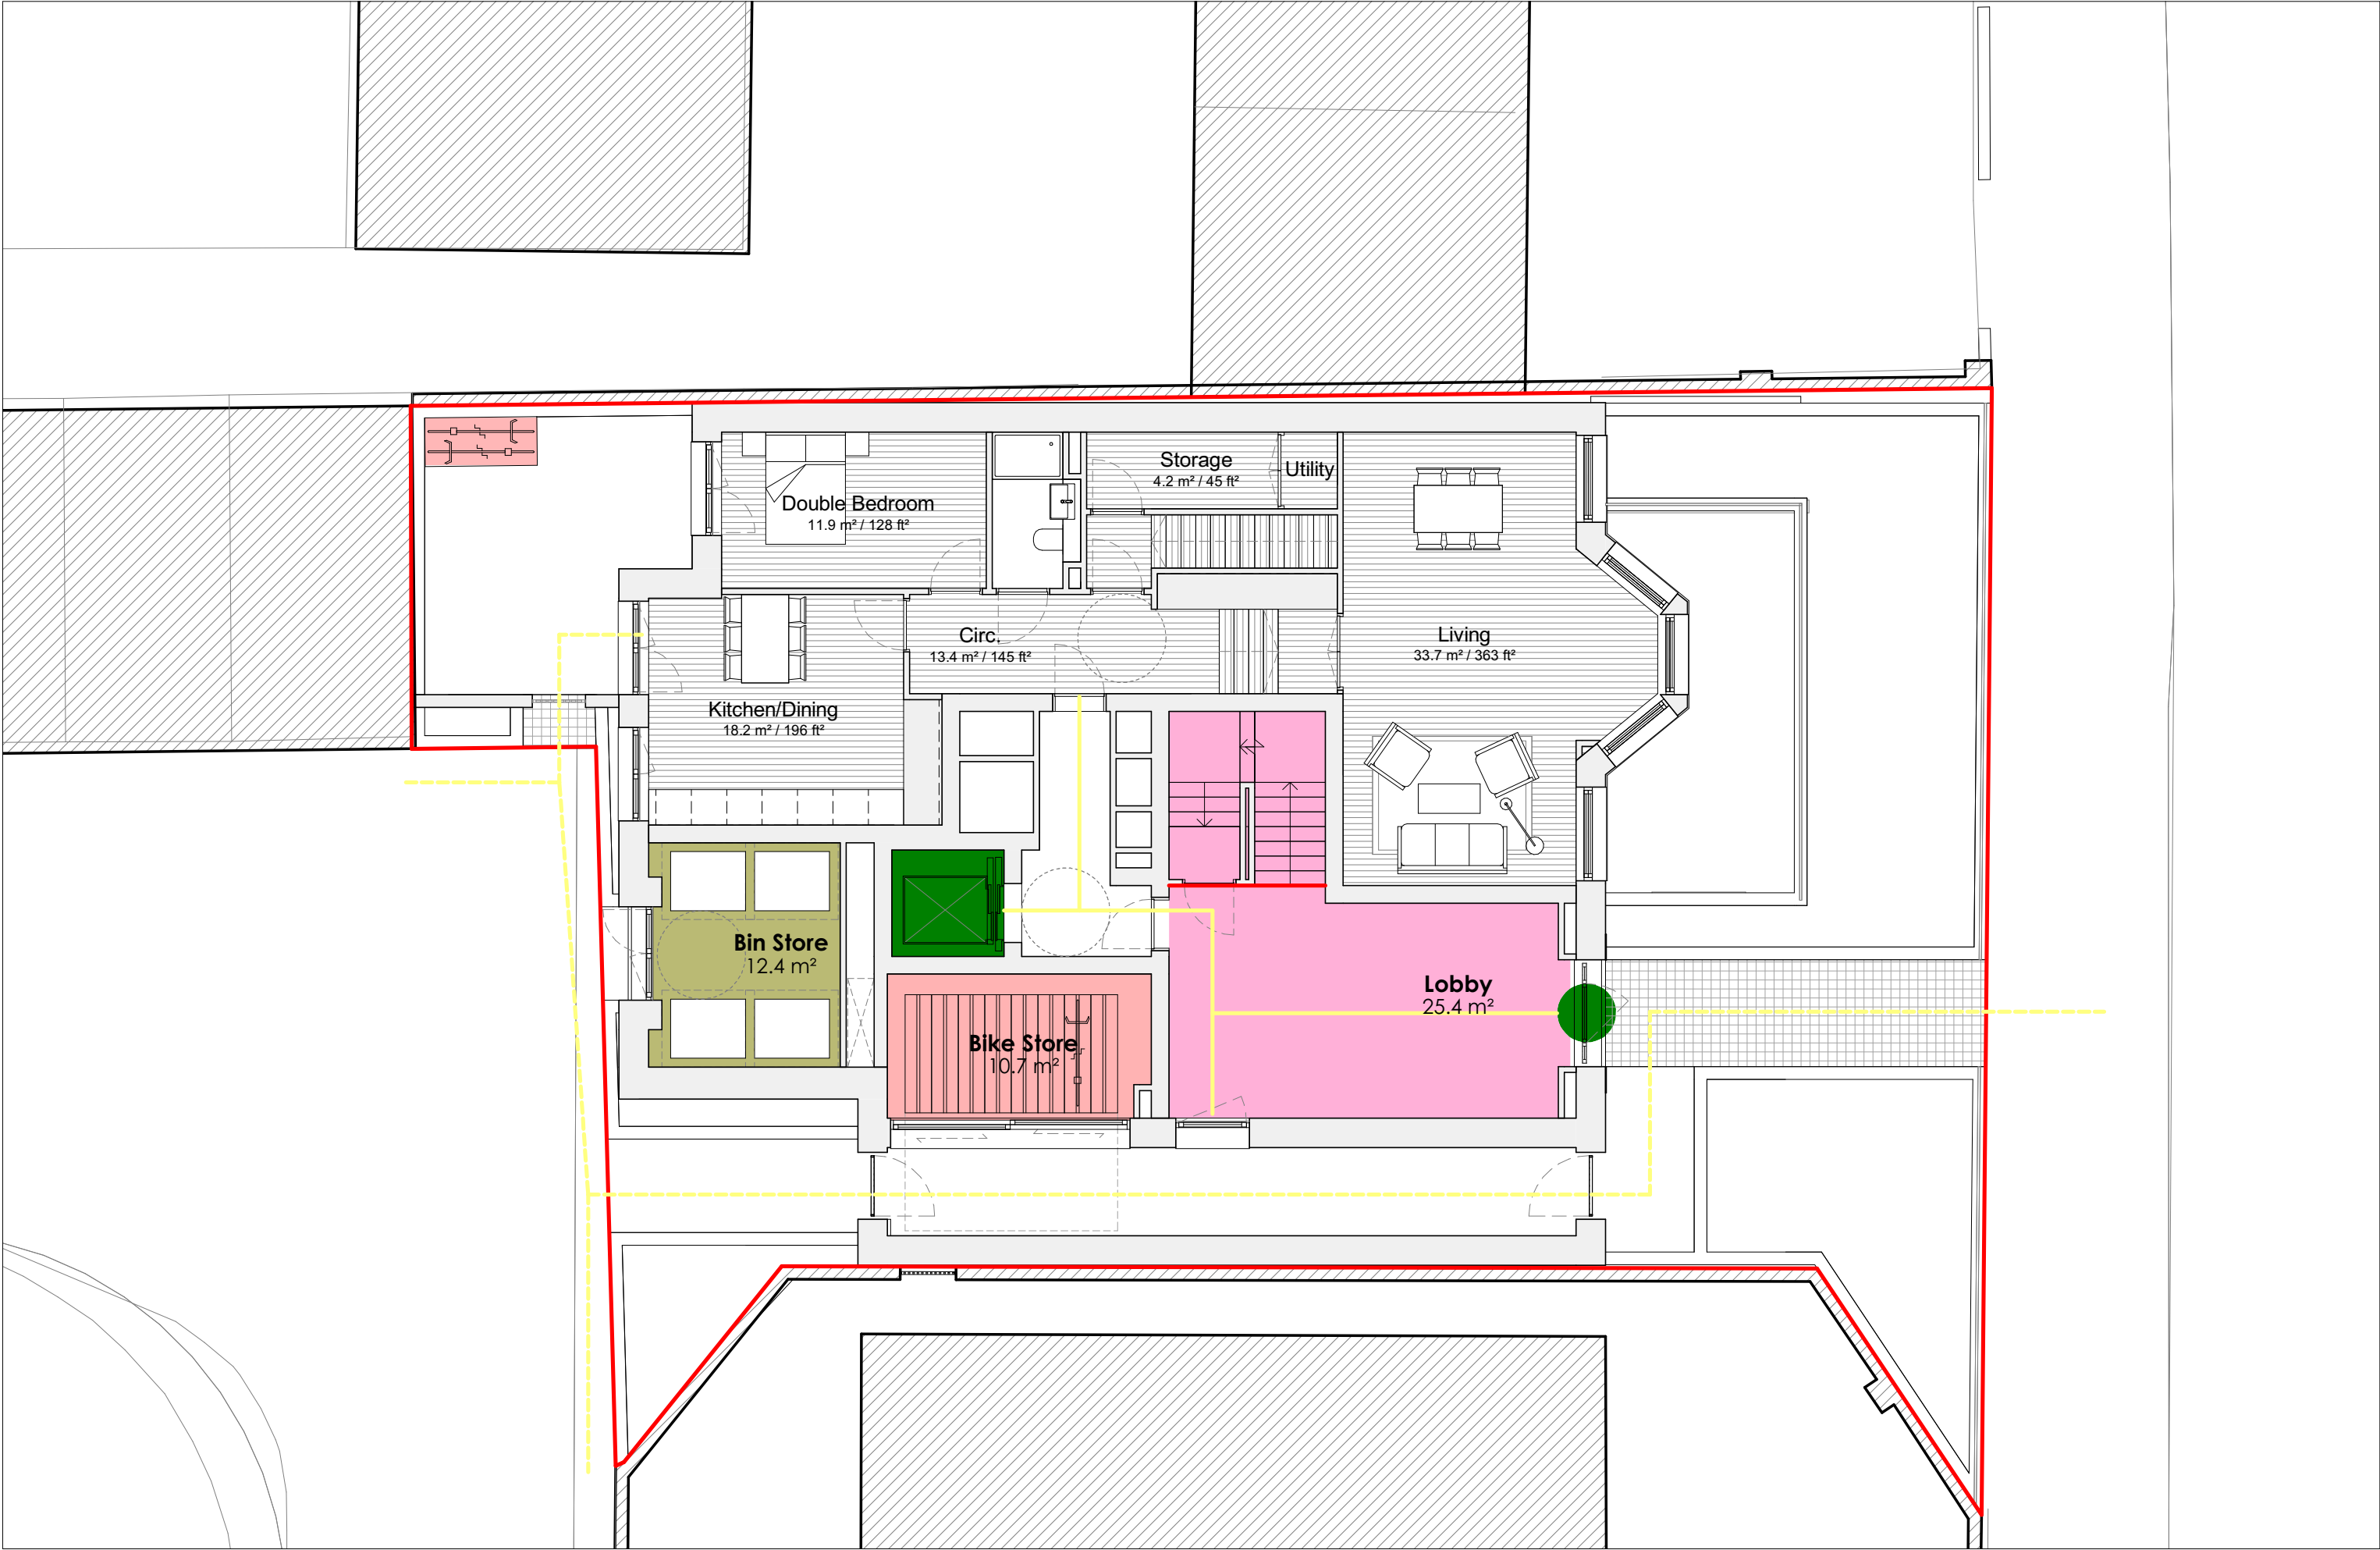 Storage
4.2 m² / 45 ft²
Utility
Double Bedroom
11.9 m² / 128 ft²
Circ.
13.4 m² / 145 ft²
Living
33.7 m² / 363 ft²
Kitchen/Dining
18.2 m² / 196 ft²
Bin Store
12.4 m²
Lobby
25.4 m²
Bike Store
10.7 m²